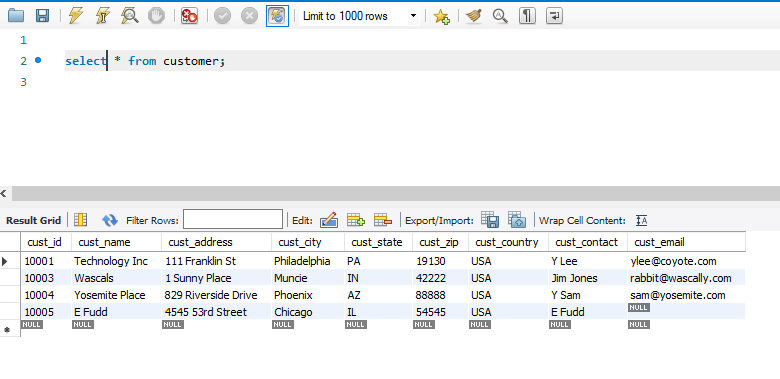 Limit to 1000 rows
1
2 select * from customer;
3
Result Grid Filter Rows: Edit: Export/Import: Wrap Cell Content: IA
cust_id cust_name cust_address cust_city cust_state cust_zip cust_country cust_contact cust_email
10001 Technology Inc 111 Franklin St Philadelphia PA 19130 USA Y Lee ylee@coyote.com
10003 Wascals 1 Sunny Place Muncie IN 42222 USA Jim Jones rabbit@wascally.com
10004 Yosemite Place 829 Riverside Drive Phoenix AZ 88888 USA Y Sam sam@yosemite.com
10005 E Fudd 4545 53rd Street Chicago IL 54545 USA E Fudd NULL
NULL NULL NULL NULL NULL NULL NULL NULL NULL